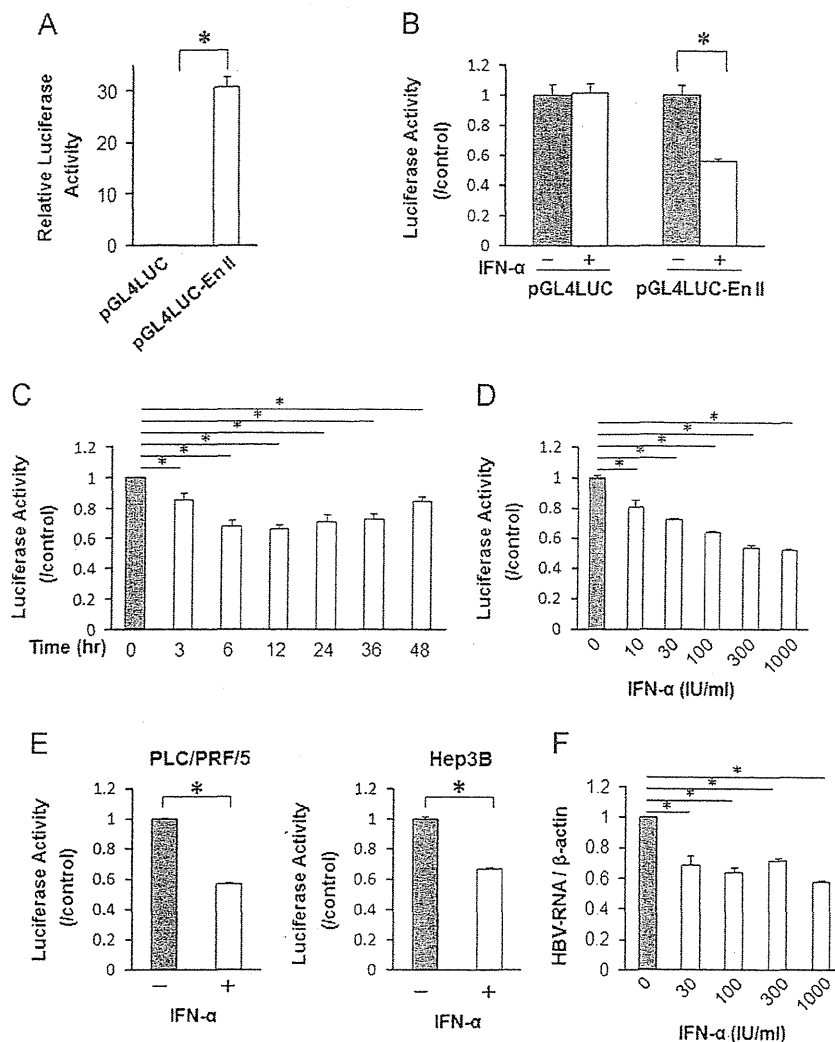 A
*
Relative Luciferase
Activity
30
20
10
0
pGL4LUC
pGL4LUC-En II
B
*
Luciferase Activity
(/control)
1.2
1
0.8
0.6
0.4
0.2
0
IFN-α
− + − +
pGL4LUC pGL4LUC-En II
C
*
*
*
*
*
*
Luciferase Activity
(/control)
1.2
1
0.8
0.6
0.4
0.2
0
Time (hr) 0 3 6 12 24 36 48
D
*
*
*
*
*
Luciferase Activity
(/control)
1.2
1
0.8
0.6
0.4
0.2
0
0 10 30 100 300 1000
IFN-α (IU/ml)
E
PLC/PRF/5
*
Luciferase Activity
(/control)
1.2
1
0.8
0.6
0.4
0.2
0
− +
IFN-α
Hep3B
*
Luciferase Activity
(/control)
1.2
1
0.8
0.6
0.4
0.2
0
− +
IFN-α
F
*
*
*
*
HBV-RNA / β-actin
1.2
1
0.8
0.6
0.4
0.2
0
0 30 100 300 1000
IFN-α (IU/ml)